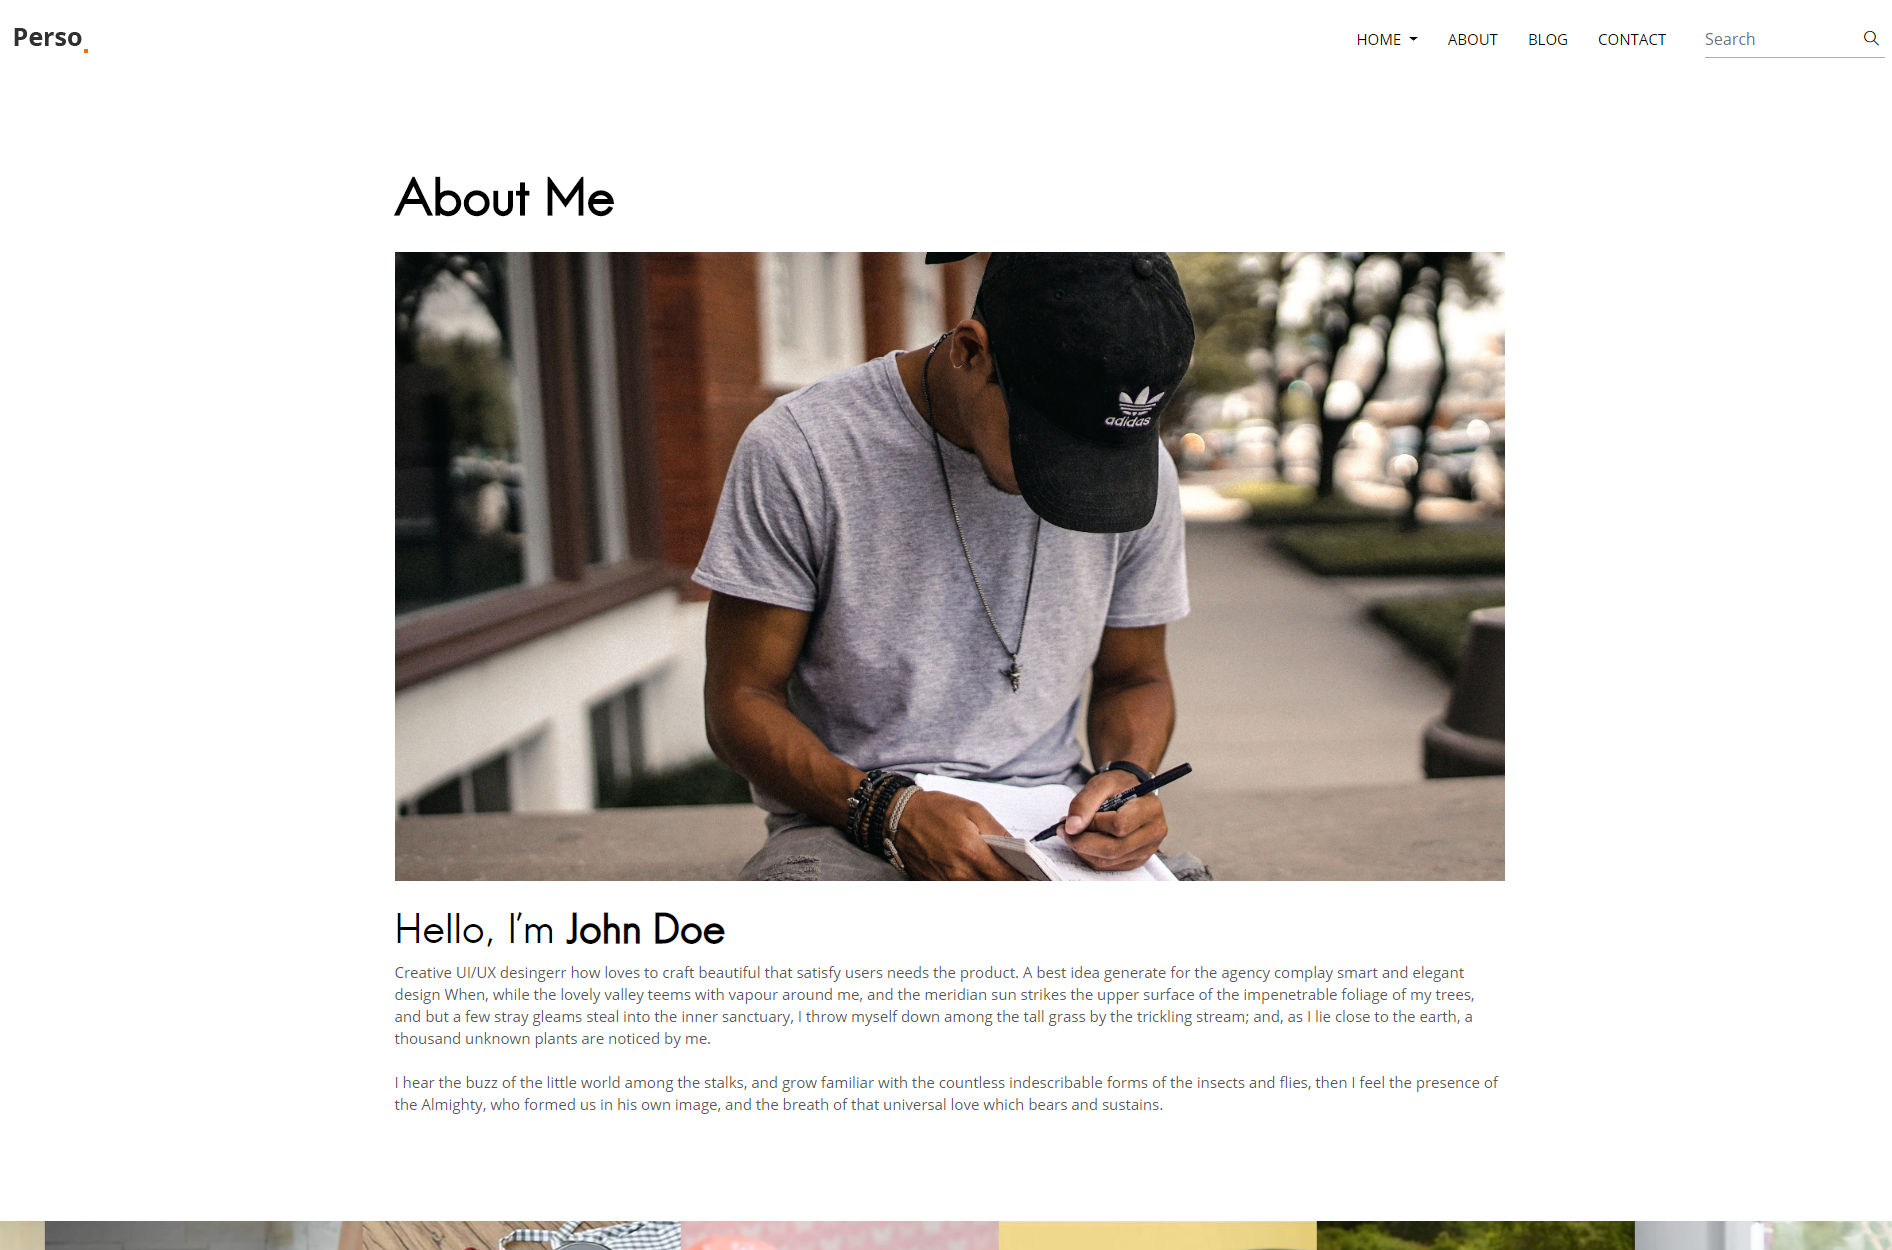 Perso.
HOME ABOUT BLOG CONTACT Search
About Me
adidas
Hello, I'm John Doe
Creative UI/UX desingerr how loves to craft beautiful that satisfy users needs the product. A best idea generate for the agency complay smart and elegant
design When, while the lovely valley teems with vapour around me, and the meridian sun strikes the upper surface of the impenetrable foliage of my trees,
and but a few stray gleams steal into the inner sanctuary, I throw myself down among the tall grass by the trickling stream; and, as I lie close to the earth, a
thousand unknown plants are noticed by me.
I hear the buzz of the little world among the stalks, and grow familiar with the countless indescribable forms of the insects and flies, then I feel the presence of
the Almighty, who formed us in his own image, and the breath of that universal love which bears and sustains.